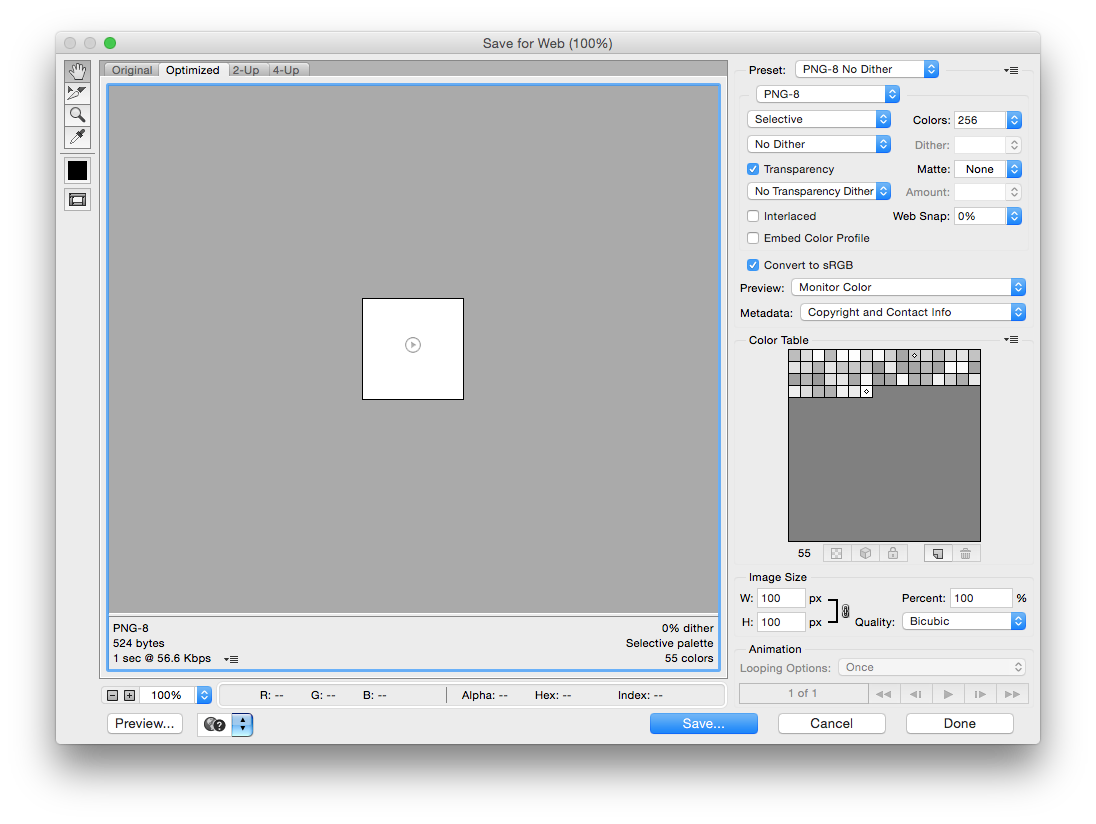 Save for Web (100%)
Original Optimized 2-Up 4-Up
Preset: PNG-8 No Dither
PNG-8
Selective Colors: 256
No Dither Dither:
Transparency Matte: None
No Transparency Dither Amount:
Interlaced Web Snap: 0%
Embed Color Profile
Convert to sRGB
Preview: Monitor Color
Metadata: Copyright and Contact Info
Color Table
55
Image Size
W: 100 px Percent: 100 %
H: 100 px Quality: Bicubic
Animation
Looping Options: Once
1 of 1
PNG-8 0% dither
524 bytes Selective palette
1 sec @ 56.6 Kbps 55 colors
100% R: -- G: -- B: -- Alpha: -- Hex: -- Index: --
Preview... ? Save... Cancel Done